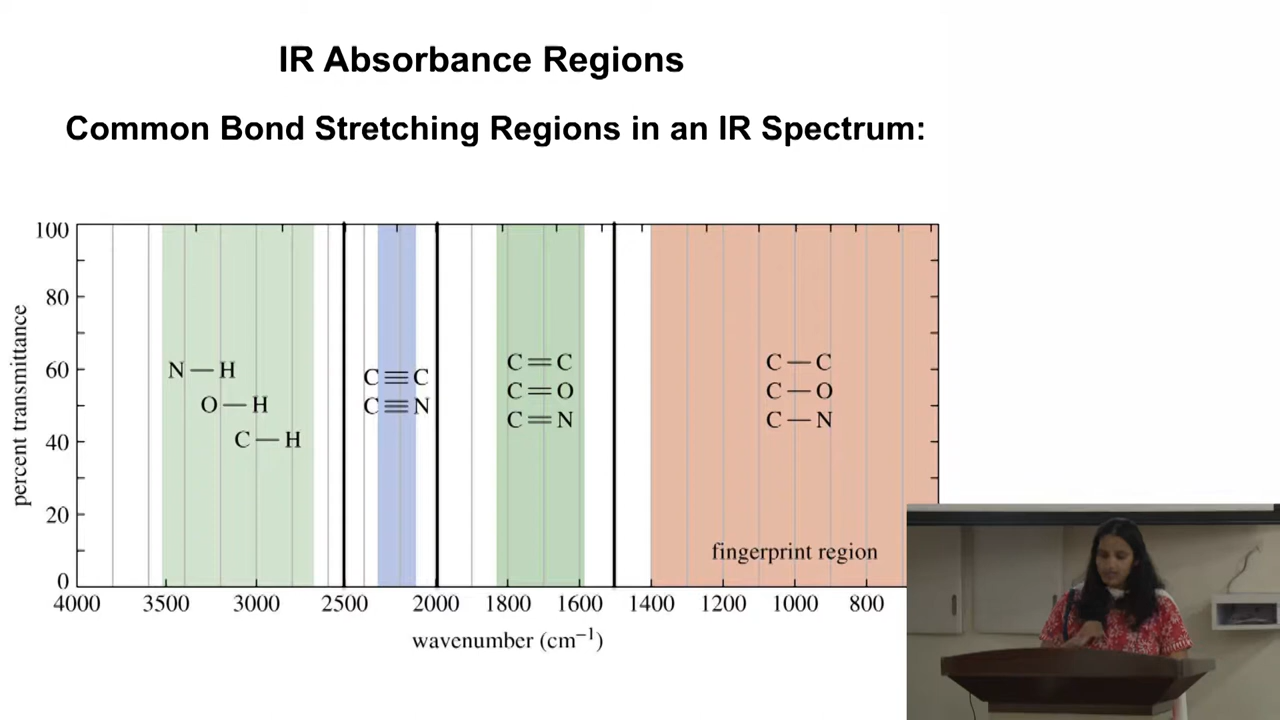 IR Absorbance Regions
Common Bond Stretching Regions in an IR Spectrum:
percent transmittance
100
80
60
40
20
0
N—H
O—H
C—H
C≡C
C≡N
C=C
C=O
C=N
C—C
C—O
C—N
fingerprint region
4000 3500 3000 2500 2000 1800 1600 1400 1200 1000 800
wavenumber (cm⁻¹)